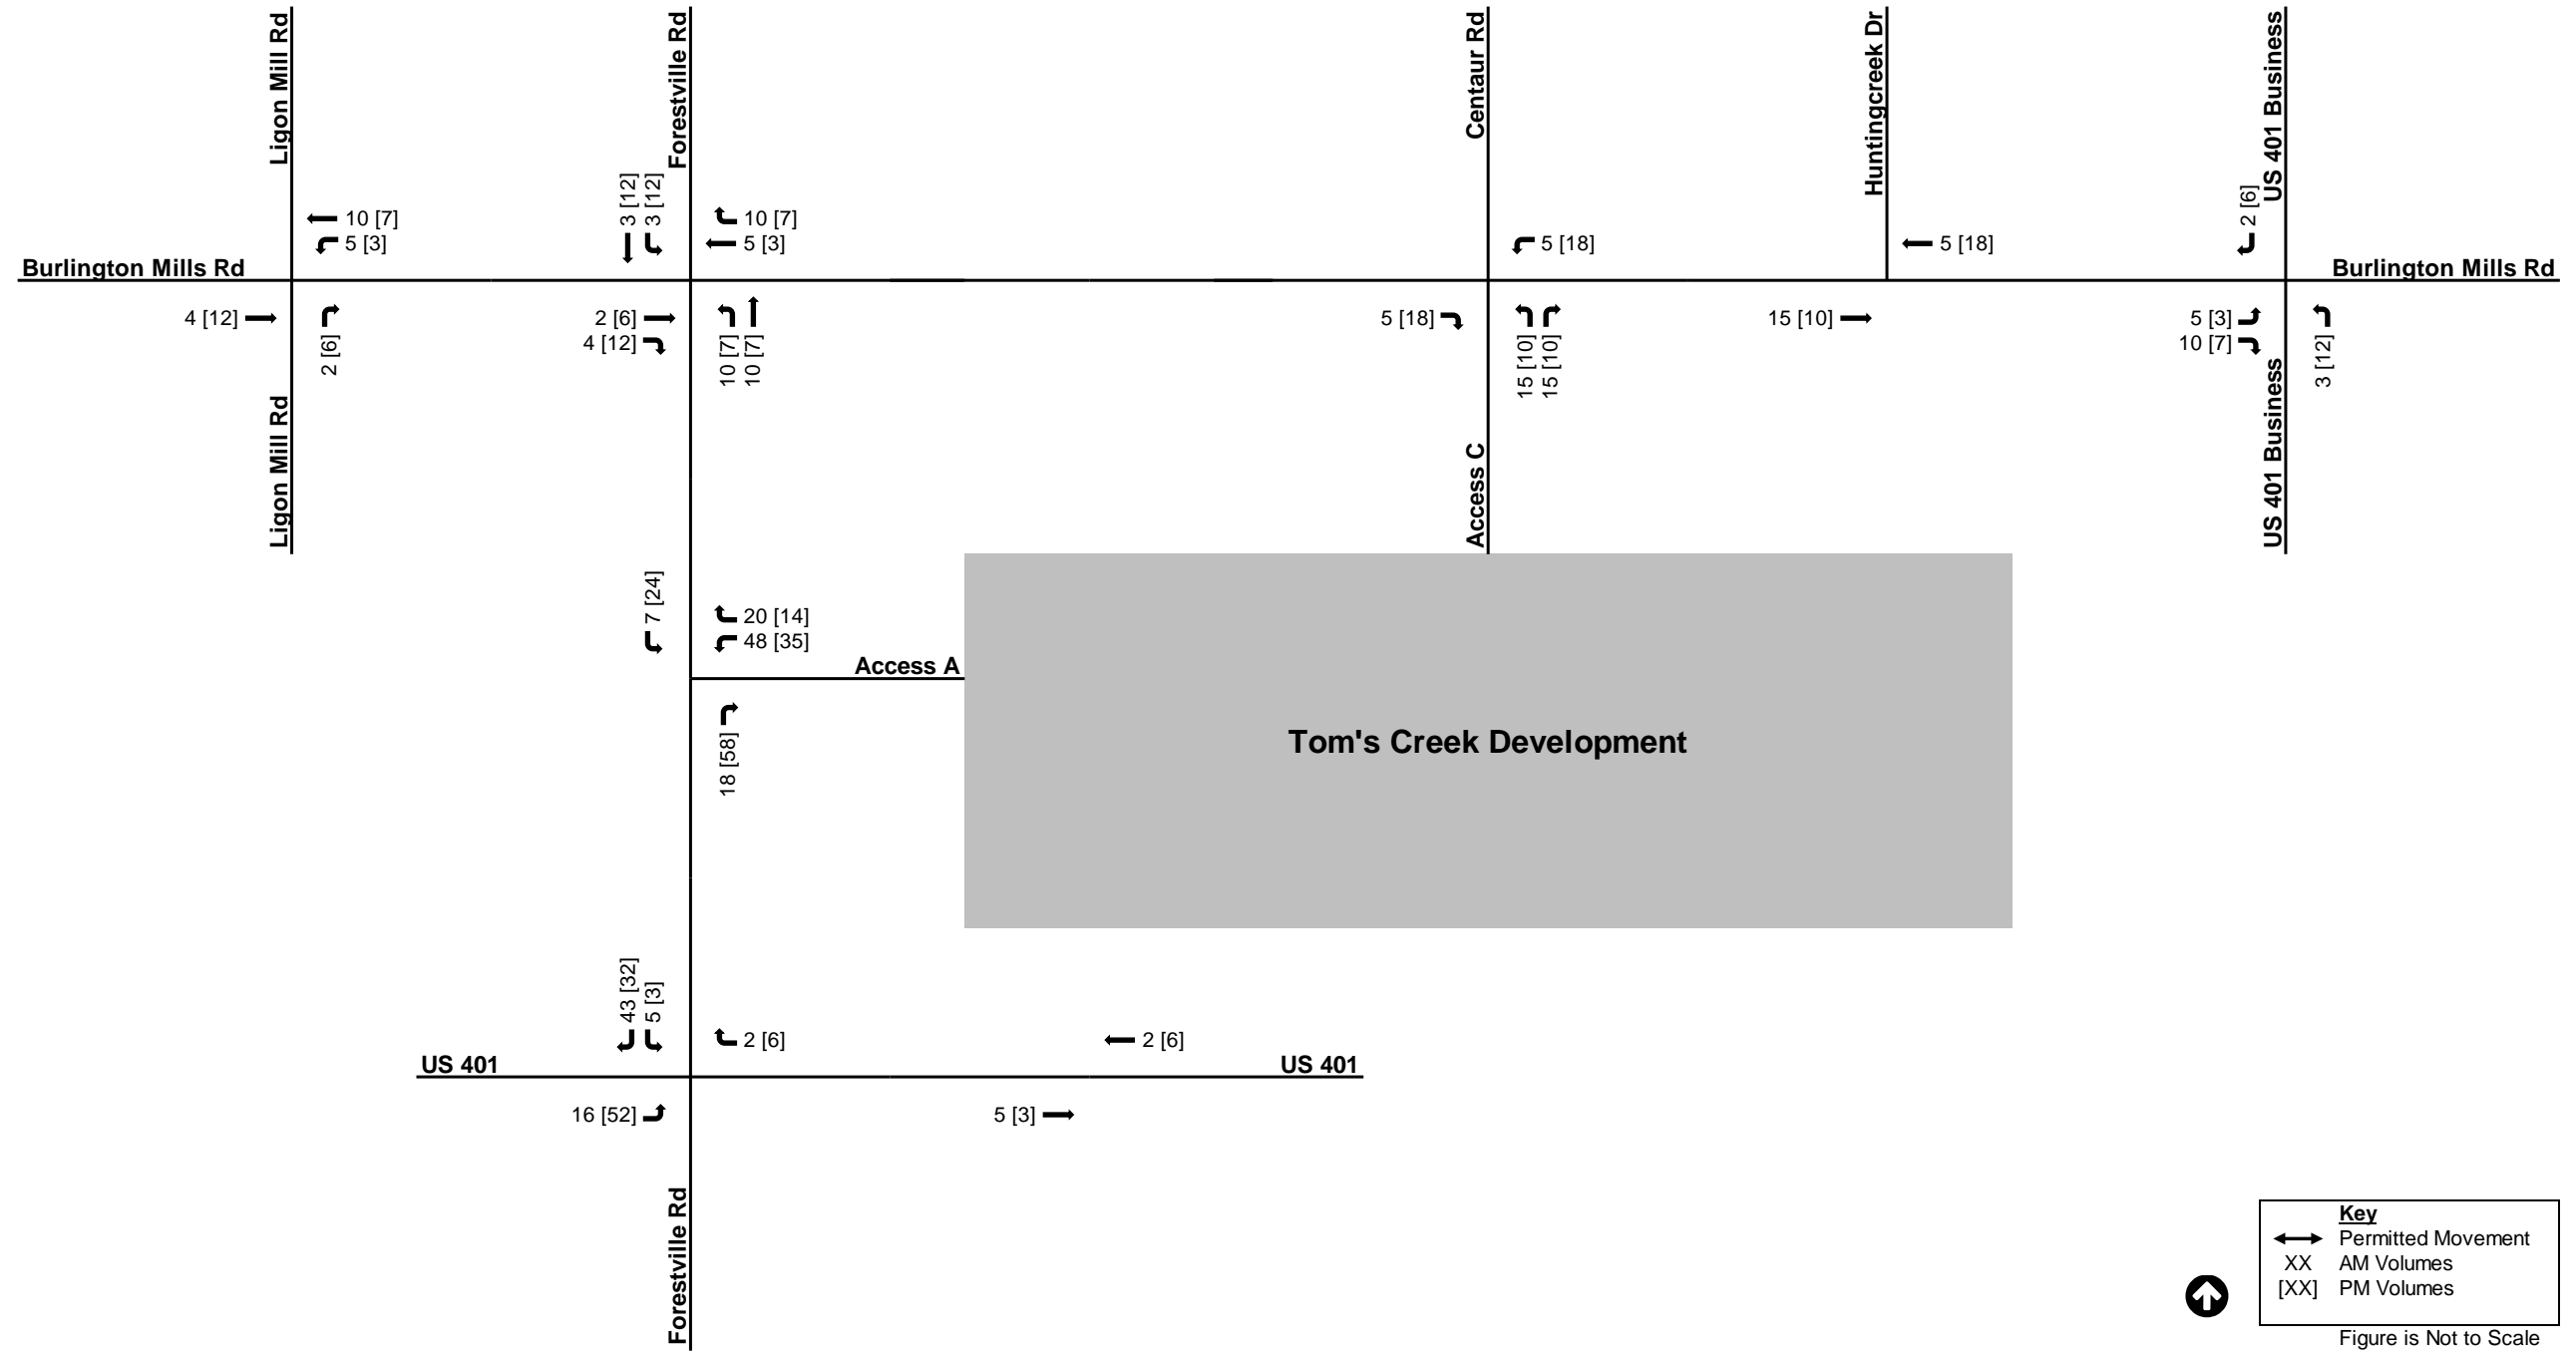 Ligon Mill Rd
Forestville Rd
Centaur Rd
Huntingcreek Dr
US 401 Business
10 [7]
5 [3]
3 [12]
3 [12]
10 [7]
5 [3]
5 [18]
5 [18]
2 [6]
Burlington Mills Rd
Burlington Mills Rd
4 [12]
2 [6]
2 [6]
4 [12]
10 [7]
10 [7]
5 [18]
15 [10]
15 [10]
15 [10]
5 [3]
10 [7]
3 [12]
Ligon Mill Rd
Access C
US 401 Business
7 [24]
20 [14]
48 [35]
Access A
18 [58]
Tom's Creek Development
43 [32]
5 [3]
2 [6]
2 [6]
US 401
US 401
16 [52]
5 [3]
Forestville Rd
Key
Permitted Movement
XX AM Volumes
[XX] PM Volumes
Figure is Not to Scale